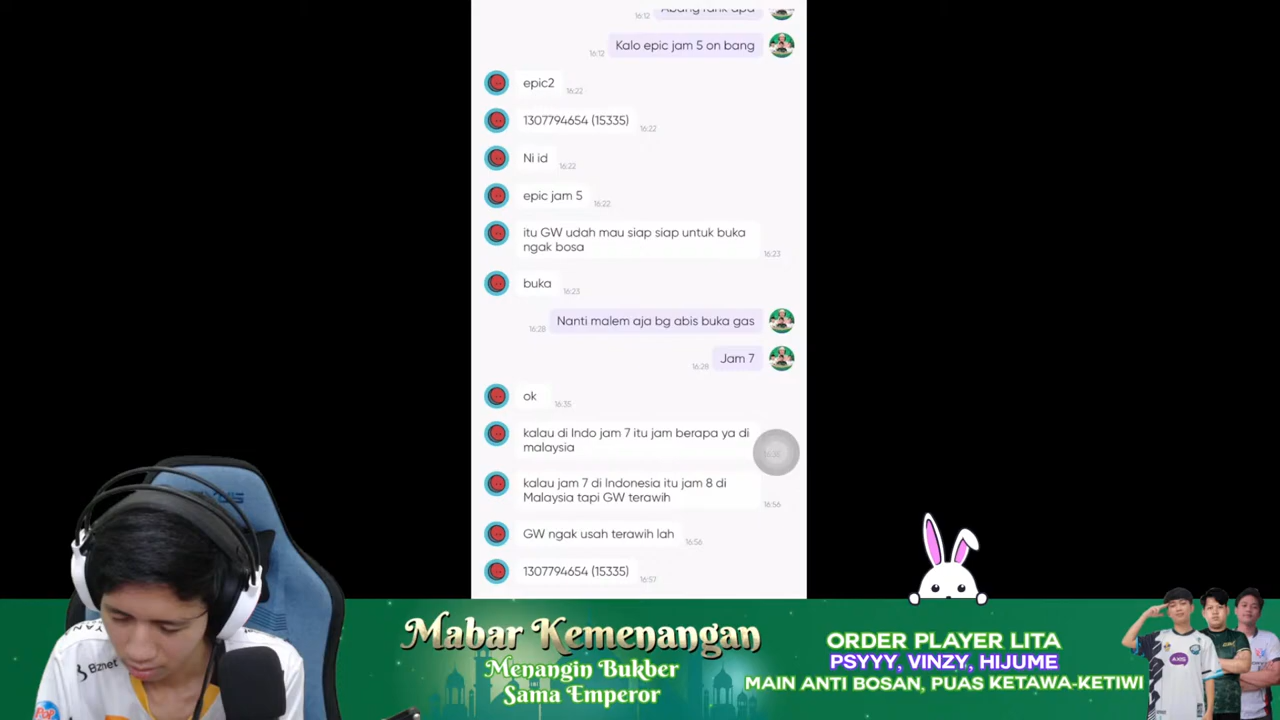 16:12
Kalo epic jam 5 on bang
16:12
epic2
16:22
1307794654 (15335)
16:22
Ni id
16:22
epic jam 5
16:22
itu GW udah mau siap siap untuk buka
ngak bosa
16:23
buka
16:23
Nanti malem aja bg abis buka gas
16:28
Jam 7
16:28
ok
16:35
kalau di Indo jam 7 itu jam berapa ya di
malaysia
kalau jam 7 di Indonesia itu jam 8 di
Malaysia tapi GW terawih
16:56
GW ngak usah terawih lah
16:56
1307794654 (15335)
16:57
Bznet
Mabar Kemenangan
Menangin Bukber
Sama Emperor
ORDER PLAYER LITA
PSYYY, VINZY, HIJUME
MAIN ANTI BOSAN, PUAS KETAWA-KETIWI
AXIS